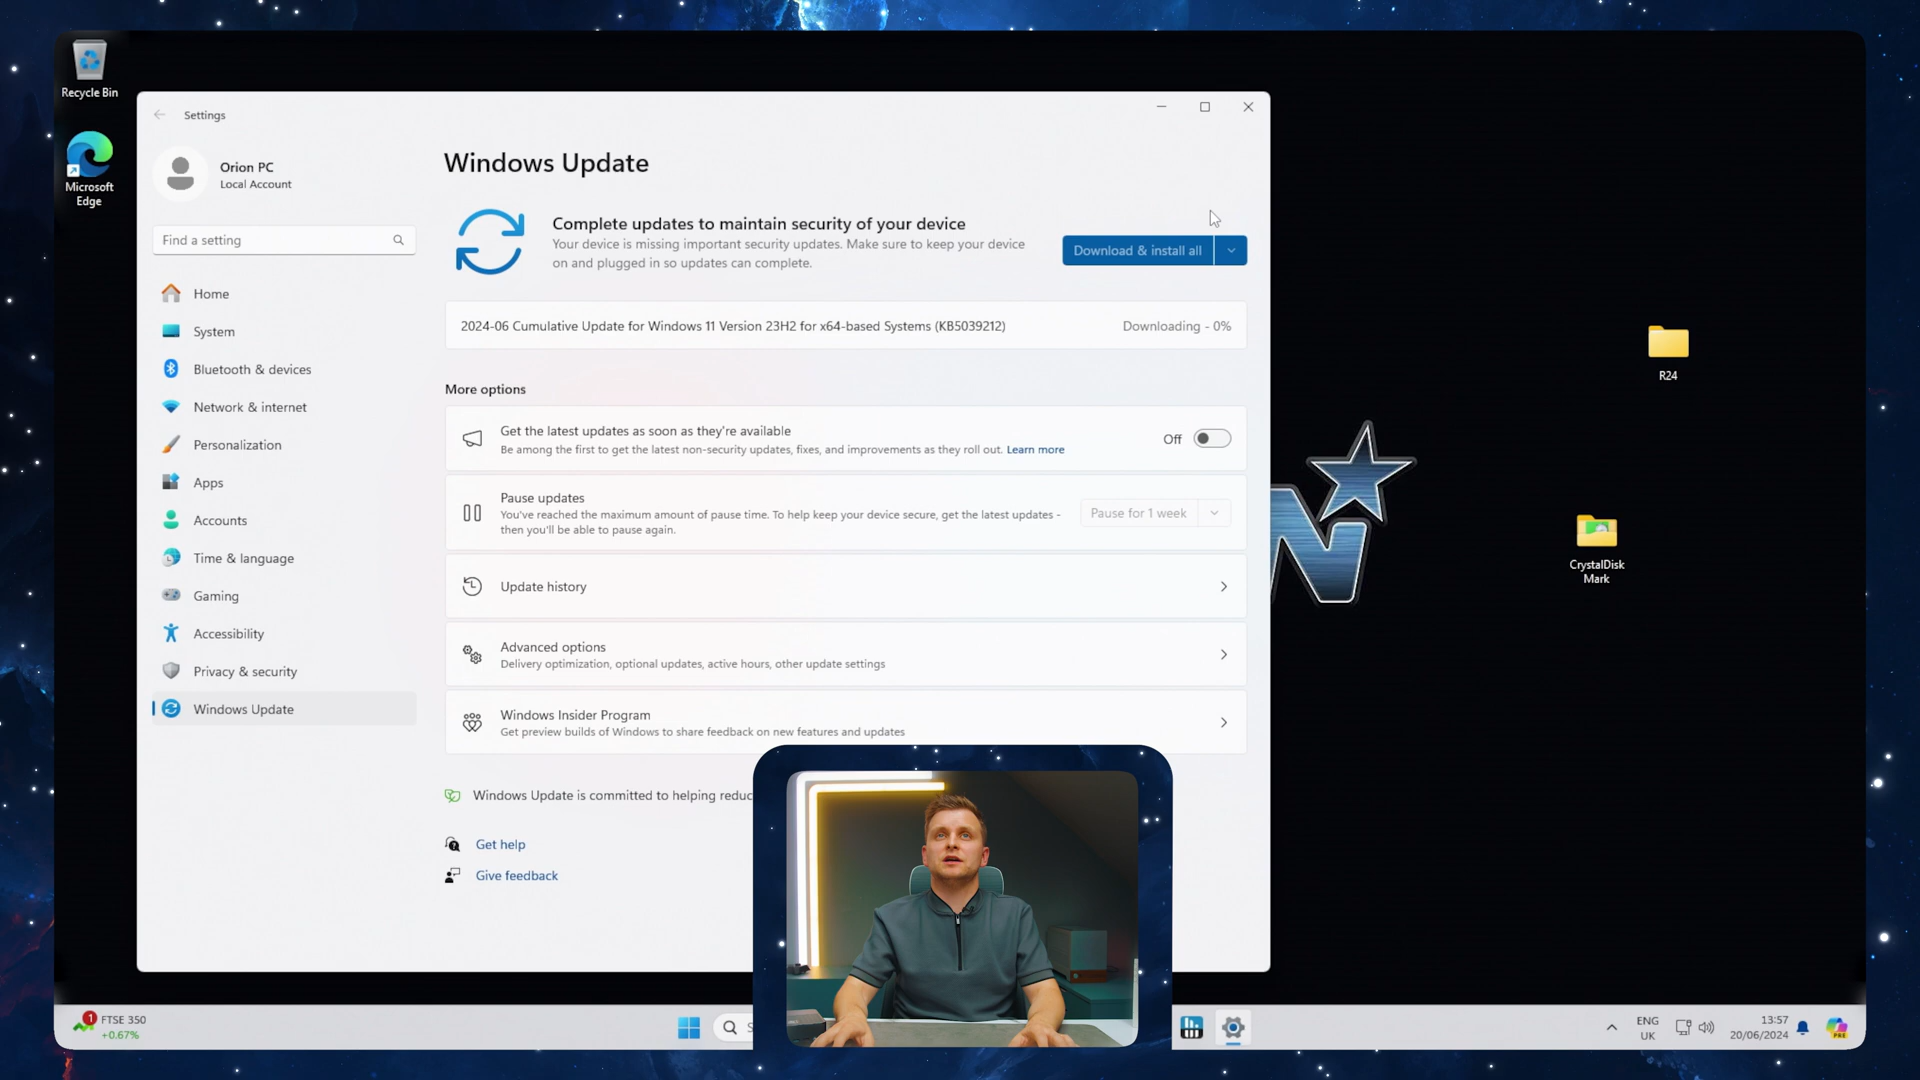 Recycle Bin
Microsoft
Edge
Settings
Orion PC
Local Account
Find a setting
Home
System
Bluetooth & devices
Network & internet
Personalization
Apps
Accounts
Time & language
Gaming
Accessibility
Privacy & security
Windows Update
Windows Update
Complete updates to maintain security of your device
Your device is missing important security updates. Make sure to keep your device
on and plugged in so updates can complete.
Download & install all
2024-06 Cumulative Update for Windows 11 Version 23H2 for x64-based Systems (KB5039212)
Downloading - 0%
More options
Get the latest updates as soon as they're available
Be among the first to get the latest non-security updates, fixes, and improvements as they roll out. Learn more
Off
Pause updates
You've reached the maximum amount of pause time. To help keep your device secure, get the latest updates -
then you'll be able to pause again.
Pause for 1 week
Update history
Advanced options
Delivery optimization, optional updates, active hours, other update settings
Windows Insider Program
Get preview builds of Windows to share feedback on new features and updates
Windows Update is committed to helping reduc
Get help
Give feedback
R24
CrystalDisk
Mark
N
1
FTSE 350
+0.67%
S
ENG
UK
13:57
20/06/2024
PRE